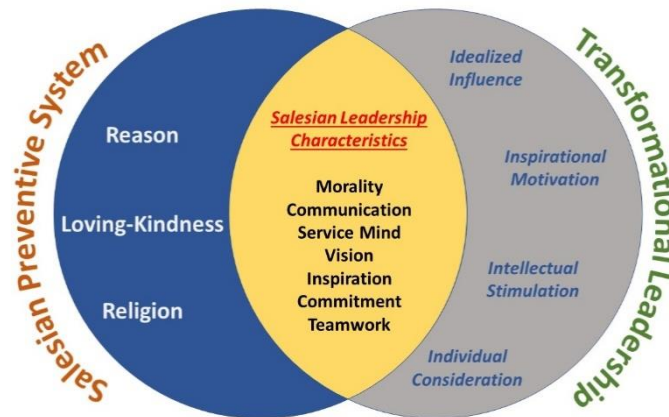 Salesian Preventive System
Reason
Loving-Kindness
Religion
Salesian Leadership
Characteristics
Morality
Communication
Service Mind
Vision
Inspiration
Commitment
Teamwork
Idealized
Influence
Inspirational
Motivation
Intellectual
Stimulation
Individual
Consideration
Transformational Leadership